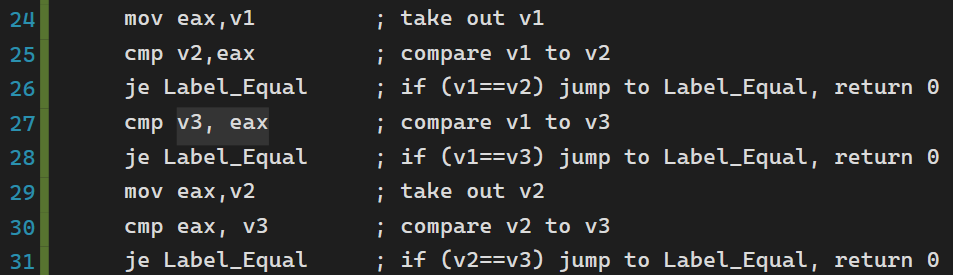 24 mov eax,v1 ; take out v1
25 cmp v2,eax ; compare v1 to v2
26 je Label_Equal ; if (v1==v2) jump to Label_Equal, return 0
27 cmp v3, eax ; compare v1 to v3
28 je Label_Equal ; if (v1==v3) jump to Label_Equal, return 0
29 mov eax,v2 ; take out v2
30 cmp eax, v3 ; compare v2 to v3
31 je Label_Equal ; if (v2==v3) jump to Label_Equal, return 0